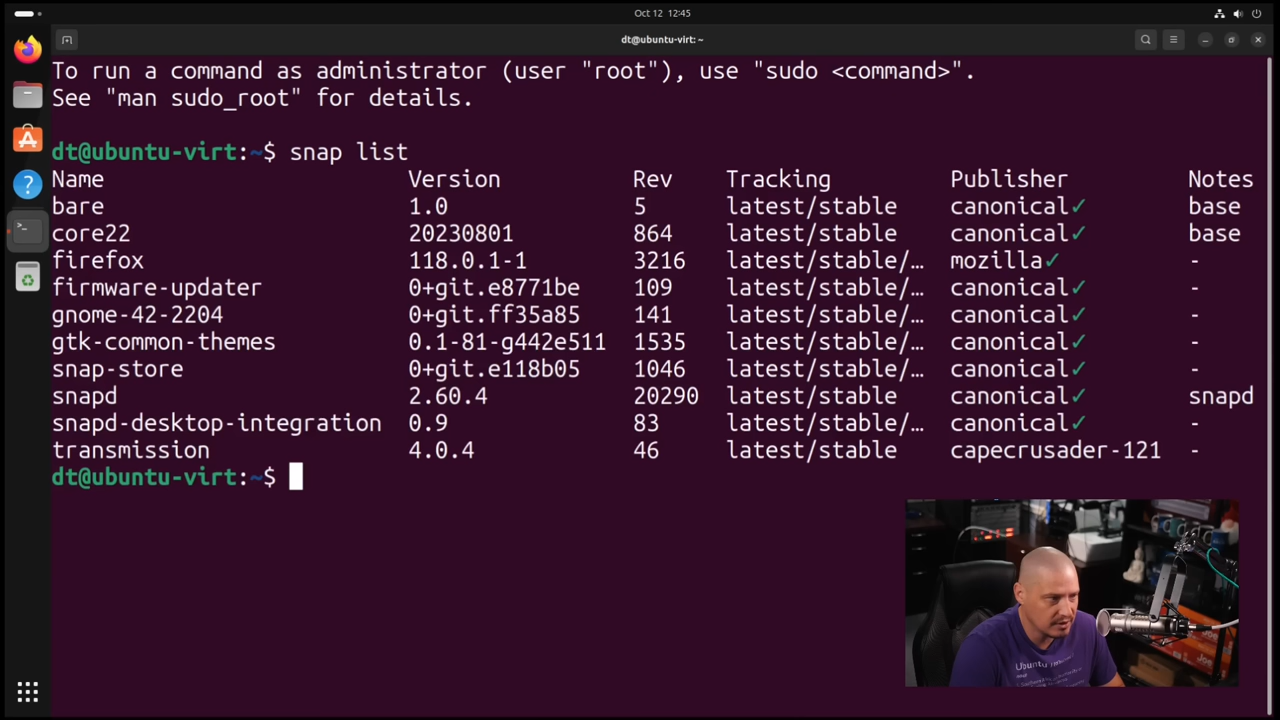 Oct 12 12:45
dt@ubuntu-virt: ~
To run a command as administrator (user "root"), use "sudo <command>".
See "man sudo_root" for details.
dt@ubuntu-virt:~$ snap list
Name Version Rev Tracking Publisher Notes
bare 1.0 5 latest/stable canonical✓ base
core22 20230801 864 latest/stable canonical✓ base
firefox 118.0.1-1 3216 latest/stable/… mozilla✓ -
firmware-updater 0+git.e8771be 109 latest/stable/… canonical✓ -
gnome-42-2204 0+git.ff35a85 141 latest/stable/… canonical✓ -
gtk-common-themes 0.1-81-g442e511 1535 latest/stable/… canonical✓ -
snap-store 0+git.e118b05 1046 latest/stable/… canonical✓ -
snapd 2.60.4 20290 latest/stable canonical✓ snapd
snapd-desktop-integration 0.9 83 latest/stable/… canonical✓ -
transmission 4.0.4 46 latest/stable capecrusader-121 -
dt@ubuntu-virt:~$
Ubuntu